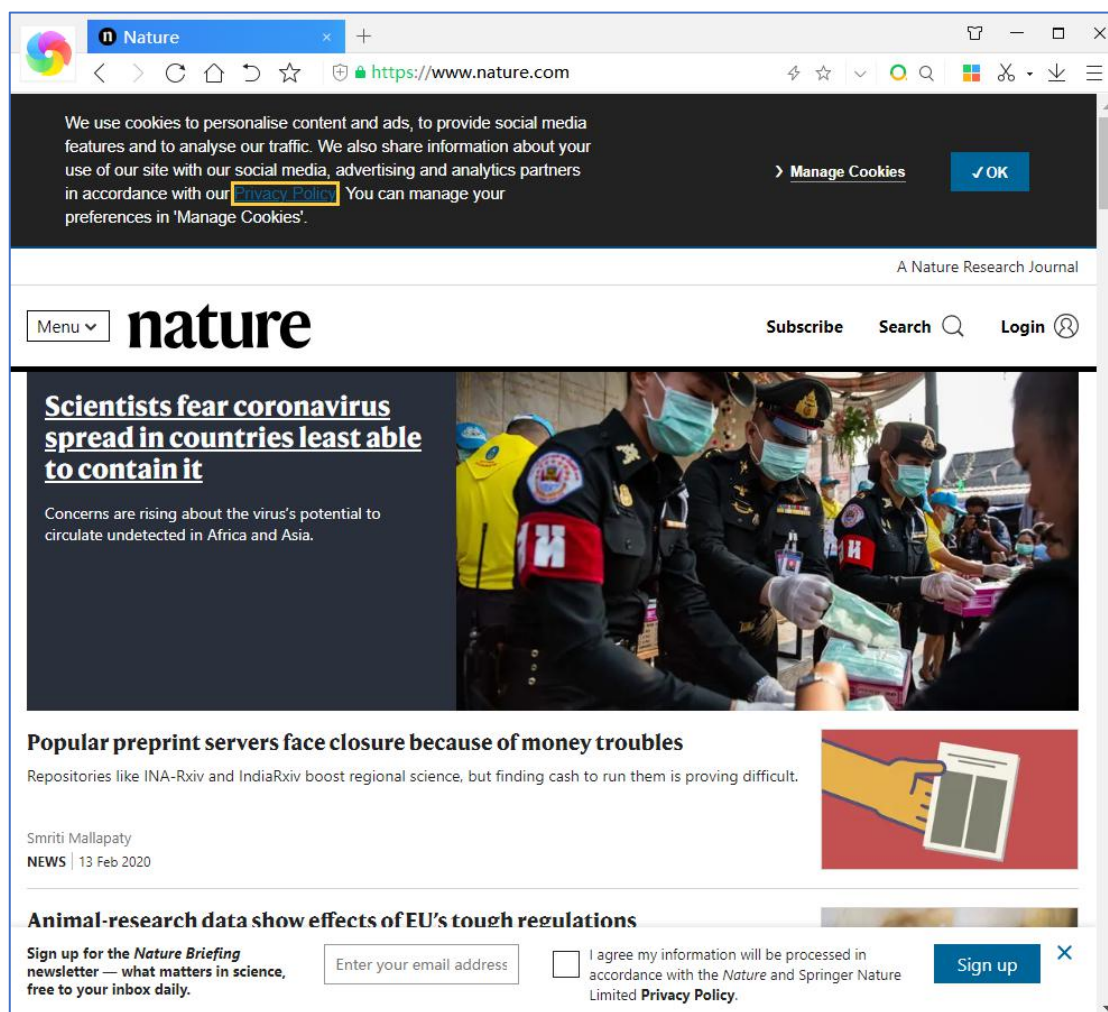 Nature
https://www.nature.com
We use cookies to personalise content and ads, to provide social media
features and to analyse our traffic. We also share information about your
use of our site with our social media, advertising and analytics partners
in accordance with our Privacy Policy. You can manage your
preferences in 'Manage Cookies'.
Manage Cookies
✓OK
A Nature Research Journal
Menu
nature
Subscribe
Search
Login
Scientists fear coronavirus
spread in countries least able
to contain it
Concerns are rising about the virus's potential to
circulate undetected in Africa and Asia.
Popular preprint servers face closure because of money troubles
Repositories like INA-Rxiv and IndiaRxiv boost regional science, but finding cash to run them is proving difficult.
Smriti Mallapaty
NEWS | 13 Feb 2020
Animal-research data show effects of EU's tough regulations
Sign up for the Nature Briefing
newsletter — what matters in science,
free to your inbox daily.
Enter your email address
I agree my information will be processed in
accordance with the Nature and Springer Nature
Limited Privacy Policy.
Sign up